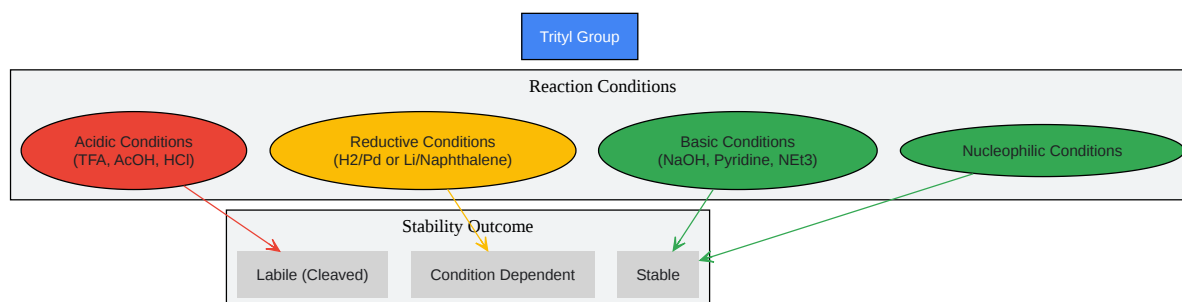 Trityl Group
Reaction Conditions
Acidic Conditions
(TFA, AcOH, HCl)
Reductive Conditions
(H2/Pd or Li/Naphthalene)
Basic Conditions
(NaOH, Pyridine, NEt3)
Nucleophilic Conditions
Stability Outcome
Labile (Cleaved)
Condition Dependent
Stable